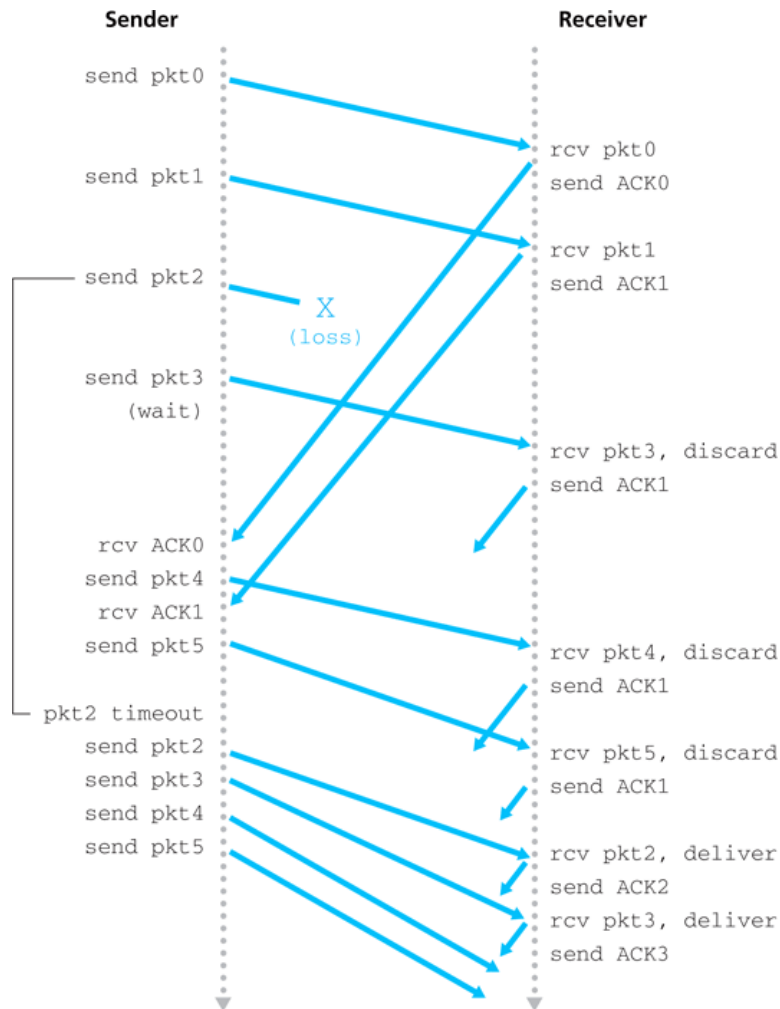 Sender
Receiver
send pkt0
rcv pkt0
send ACK0
send pkt1
rcv pkt1
send ACK1
send pkt2
X
(loss)
send pkt3
(wait)
rcv pkt3, discard
send ACK1
rcv ACK0
send pkt4
rcv ACK1
send pkt5
rcv pkt4, discard
send ACK1
pkt2 timeout
send pkt2
send pkt3
send pkt4
send pkt5
rcv pkt5, discard
send ACK1
rcv pkt2, deliver
send ACK2
rcv pkt3, deliver
send ACK3